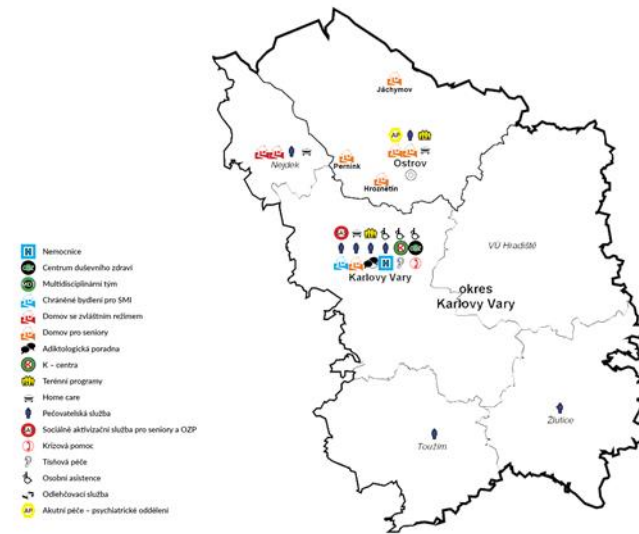 Jáchymov
AP
Nejdek
Pernink
Ostrov
Hroznětín
VÚ Hradiště
A
K
H
Karlovy Vary
okres
Karlovy Vary
Toužim
Žlutice
H Nemocnice
Centrum duševního zdraví
MDT Multidisciplinární tým
Chráněné bydlení pro SMI
Domov se zvláštním režimem
Domov pro seniory
Adiktologická poradna
K K – centra
Terénní programy
Home care
Pečovatelská služba
A Sociálně aktivizační služba pro seniory a OZP
Krizová pomoc
Tísňová péče
Osobní asistence
Odlehčovací služba
AP Akutní péče – psychiatrické oddělení